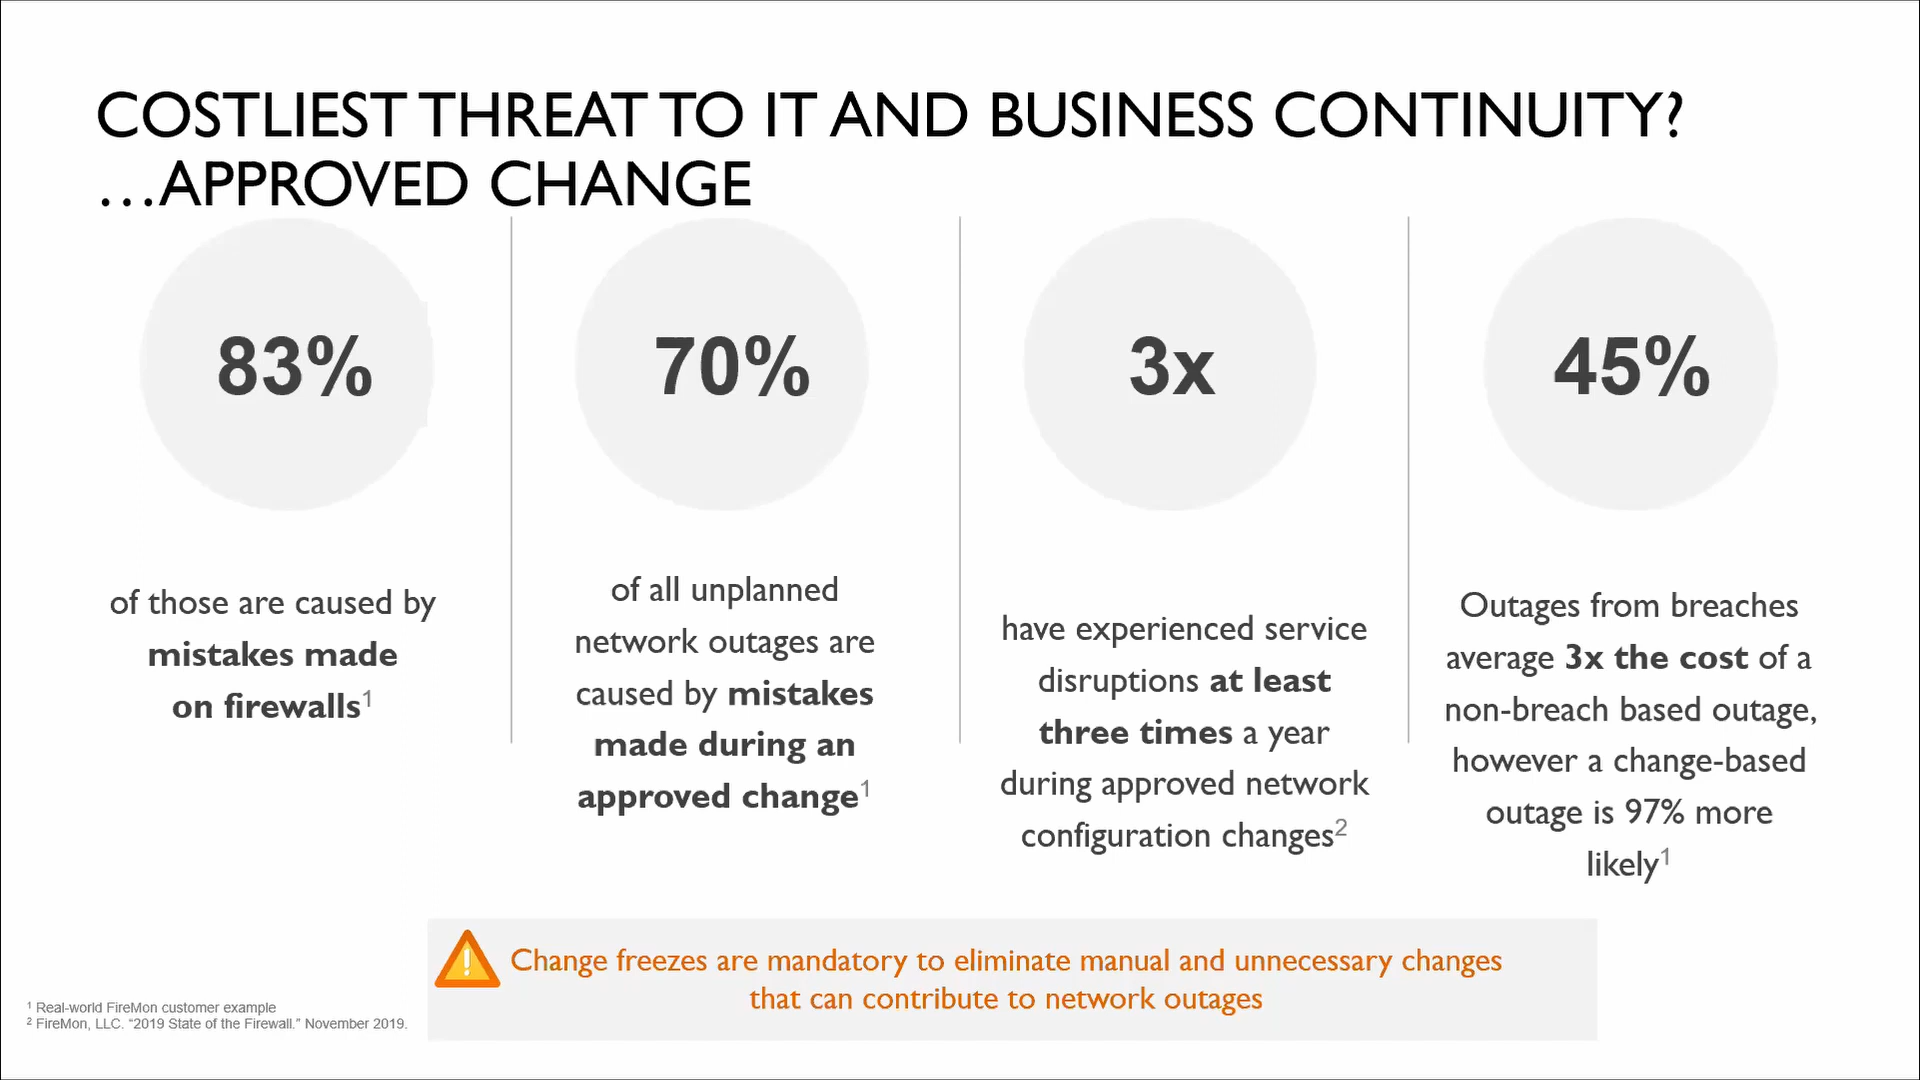 COSTLIEST THREAT TO IT AND BUSINESS CONTINUITY?
…APPROVED CHANGE
83%
of those are caused by
mistakes made
on firewalls¹
70%
of all unplanned
network outages are
caused by mistakes
made during an
approved change¹
3x
have experienced service
disruptions at least
three times a year
during approved network
configuration changes²
45%
Outages from breaches
average 3x the cost of a
non-breach based outage,
however a change-based
outage is 97% more
likely¹
Change freezes are mandatory to eliminate manual and unnecessary changes
that can contribute to network outages
¹ Real-world FireMon customer example
² FireMon, LLC. “2019 State of the Firewall.” November 2019.